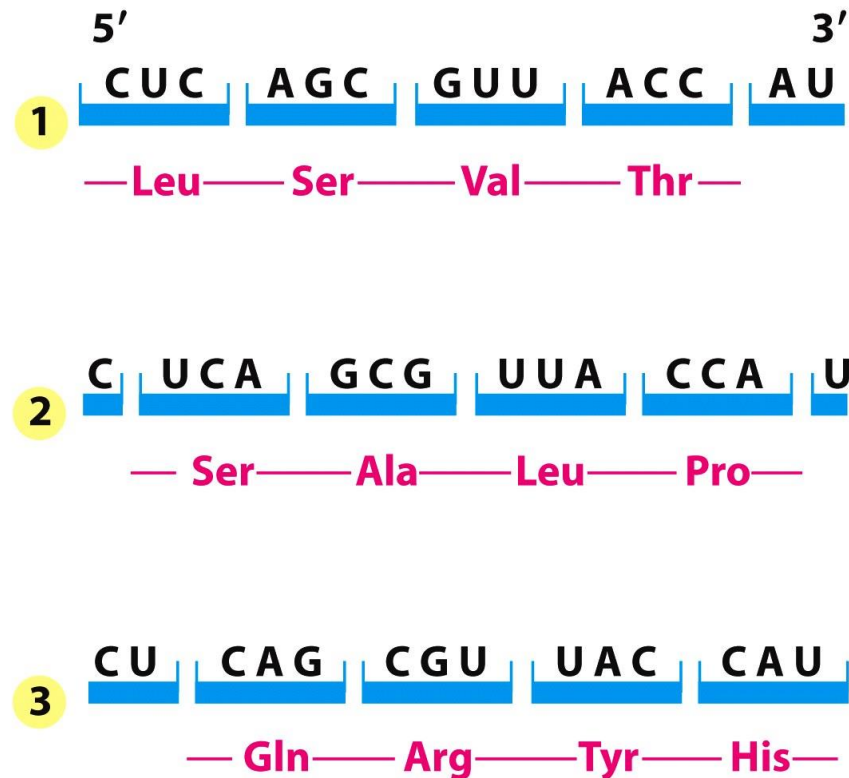 5′ 3′
CUC AGC GUU ACC AU
1
Leu Ser Val Thr
C UCA GCG UUA CCA U
2
Ser Ala Leu Pro
CU CAG CGU UAC CAU
3
Gln Arg Tyr His